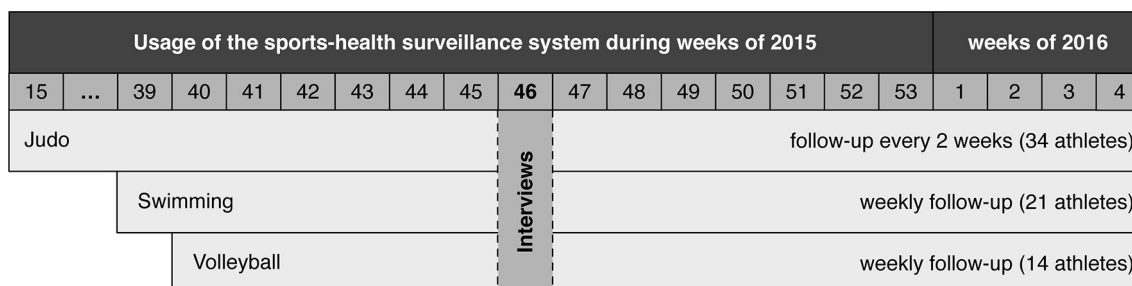 Usage of the sports-health surveillance system during weeks of 2015 weeks of 2016
15 ... 39 40 41 42 43 44 45 46 47 48 49 50 51 52 53 1 2 3 4
Judo follow-up every 2 weeks (34 athletes)
Interviews
Swimming weekly follow-up (21 athletes)
Volleyball weekly follow-up (14 athletes)